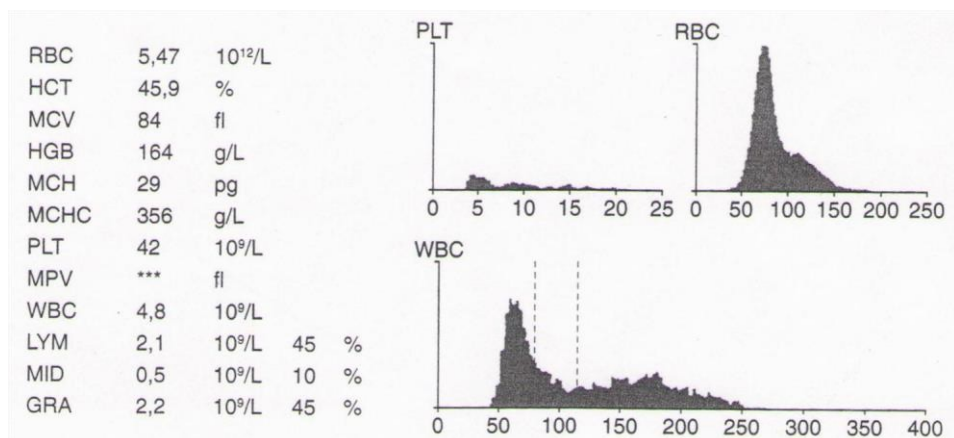 RBC 5,47 10¹²/L
HCT 45,9 %
MCV 84 fl
HGB 164 g/L
MCH 29 pg
MCHC 356 g/L
PLT 42 10⁹/L
MPV *** fl
WBC 4,8 10⁹/L
LYM 2,1 10⁹/L 45 %
MID 0,5 10⁹/L 10 %
GRA 2,2 10⁹/L 45 %
PLT
0 5 10 15 20 25
RBC
0 50 100 150 200 250
WBC
0 50 100 150 200 250 300 350 400